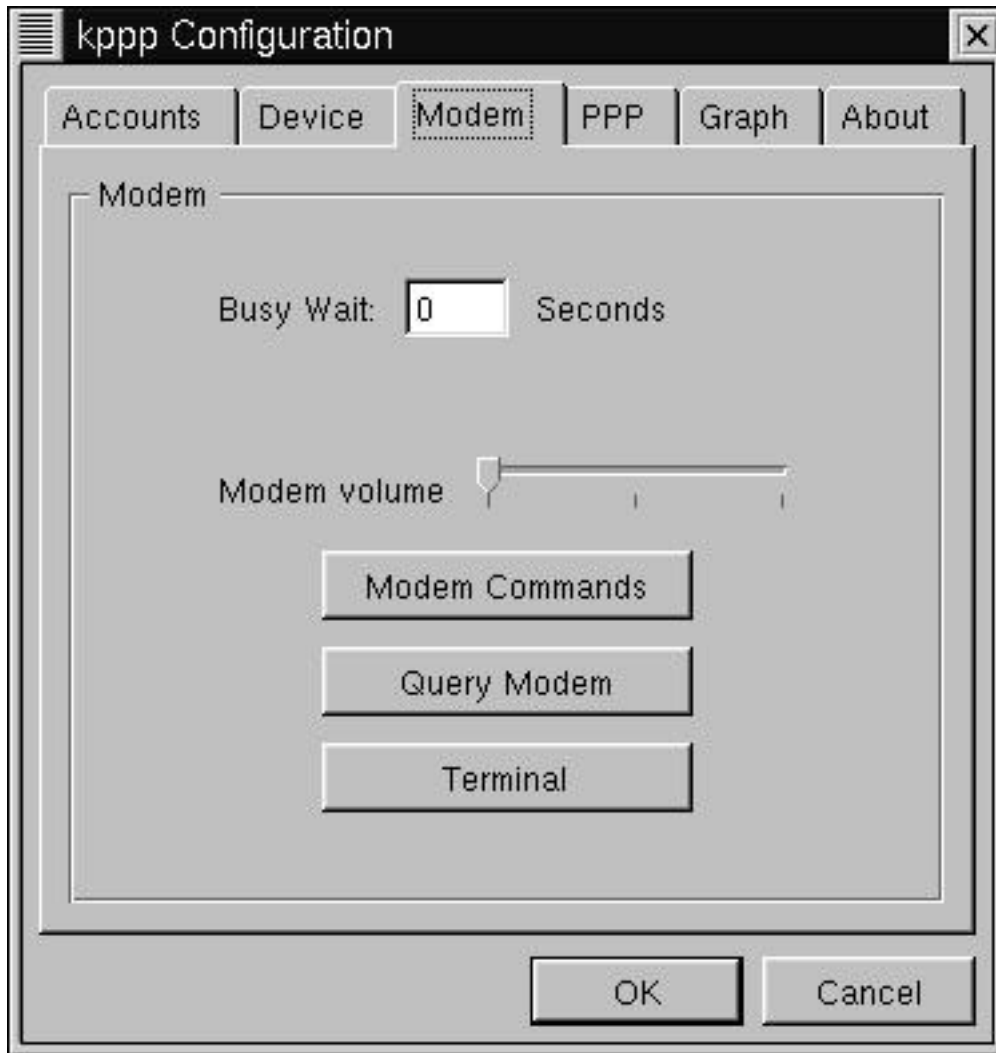 kppp Configuration
Accounts Device Modem PPP Graph About
Modem
Busy Wait: 0 Seconds
Modem volume
Modem Commands
Query Modem
Terminal
OK Cancel